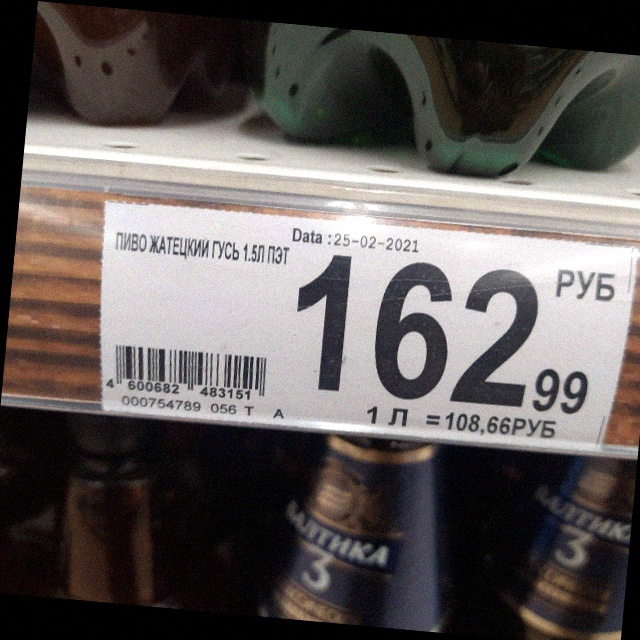 Data :25-02-2021
ПИВО ЖАТЕЦКИЙ ГУСЬ 1.5Л ПЭТ
162 99 РУБ
4 600682 483151
000754789 056 Т А
1 Л =108,66РУБ
БАЛТИКА
3
БАЛТИКА
3